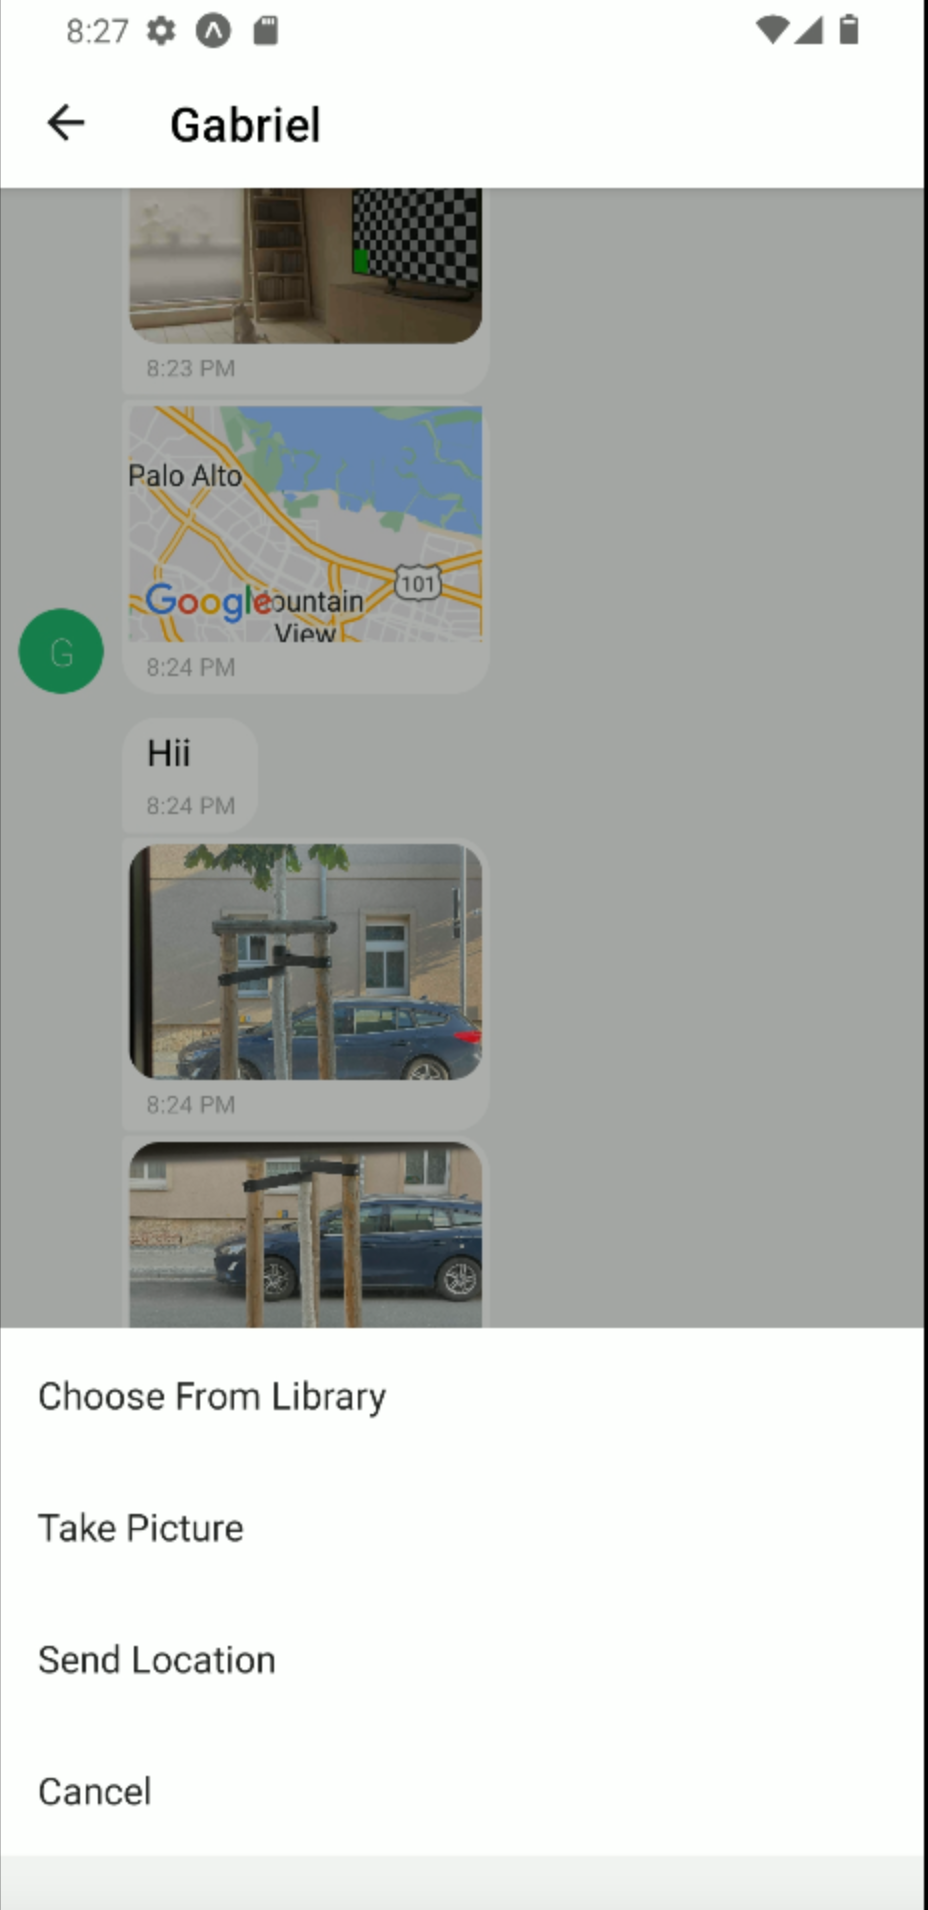 8:27
Gabriel
8:23 PM
Palo Alto
101
Google
ountain
View
8:24 PM
G
Hii
8:24 PM
8:24 PM
Choose From Library
Take Picture
Send Location
Cancel